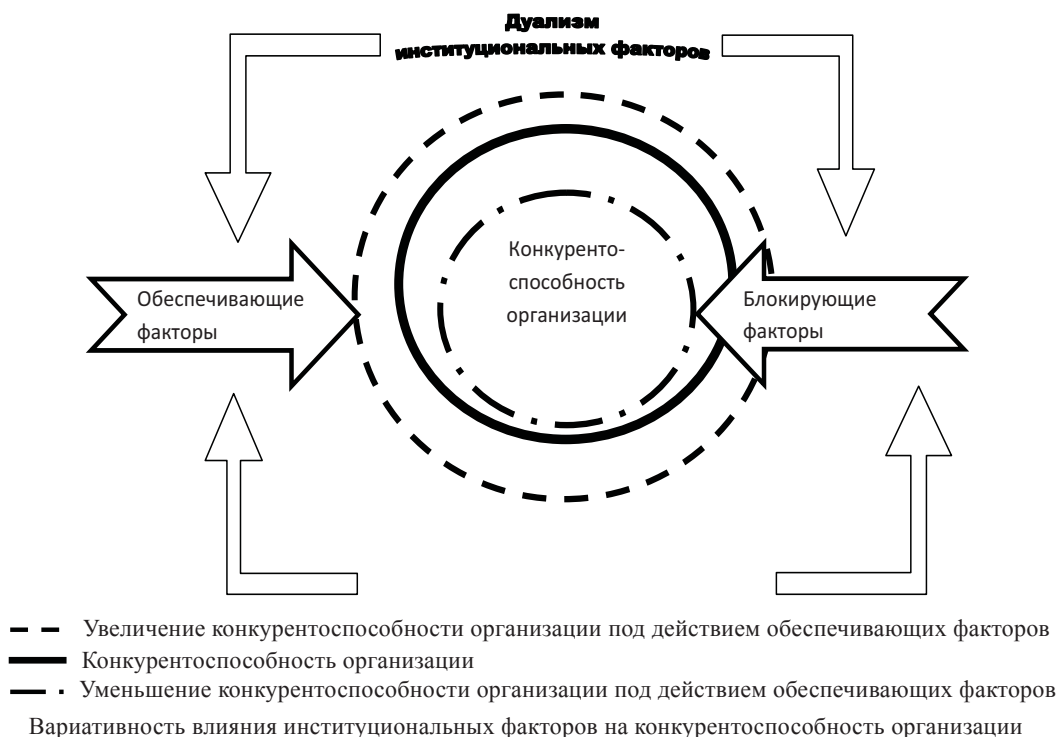 Дуализм
институциональных факторов
Конкуренто-
способность
организации
Обеспечивающие
факторы
Блокирующие
факторы
Увеличение конкурентоспособности организации под действием обеспечивающих факторов
Конкурентоспособность организации
Уменьшение конкурентоспособности организации под действием обеспечивающих факторов
Вариативность влияния институциональных факторов на конкурентоспособность организации